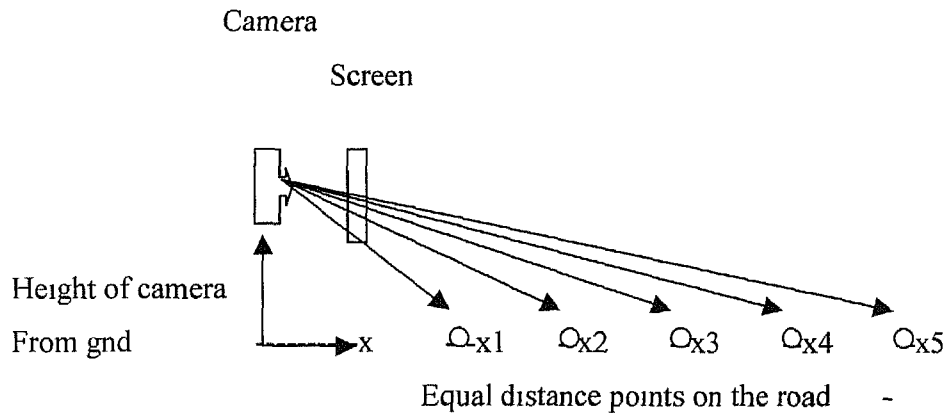 Camera
Screen
Height of camera
From gnd
x x1 x2 x3 x4 x5
Equal distance points on the road -